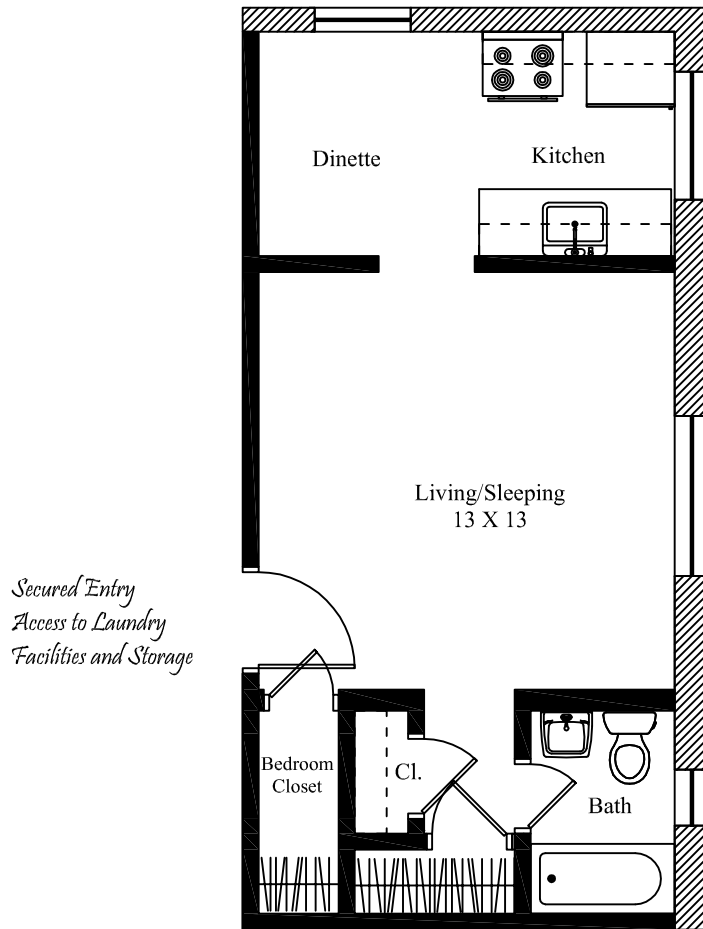 Dinette
Kitchen
Living/Sleeping
13 X 13
Secured Entry
Access to Laundry
Facilities and Storage
Bedroom
Closet
Cl.
Bath